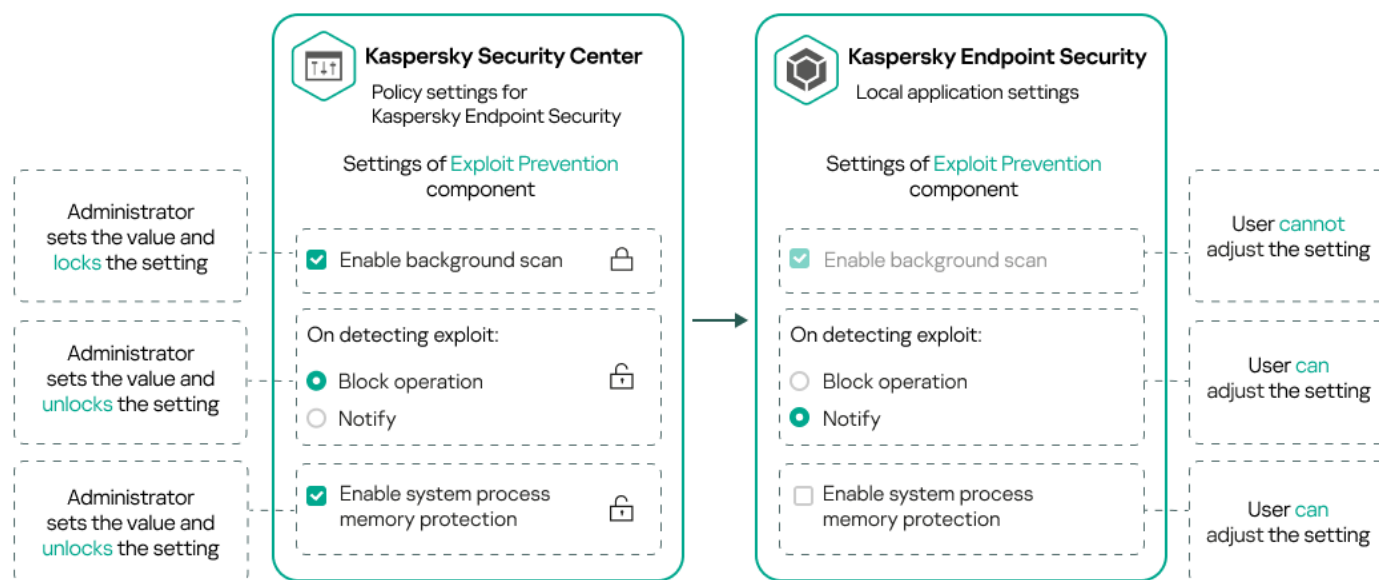 Kaspersky Security Center
Policy settings for
Kaspersky Endpoint Security
Settings of Exploit Prevention
component
Administrator
sets the value and
locks the setting
Enable background scan
Administrator
sets the value and
unlocks the setting
On detecting exploit:
Block operation
Notify
Administrator
sets the value and
unlocks the setting
Enable system process
memory protection
Kaspersky Endpoint Security
Local application settings
Settings of Exploit Prevention
component
Enable background scan
User cannot
adjust the setting
On detecting exploit:
Block operation
Notify
User can
adjust the setting
Enable system process
memory protection
User can
adjust the setting